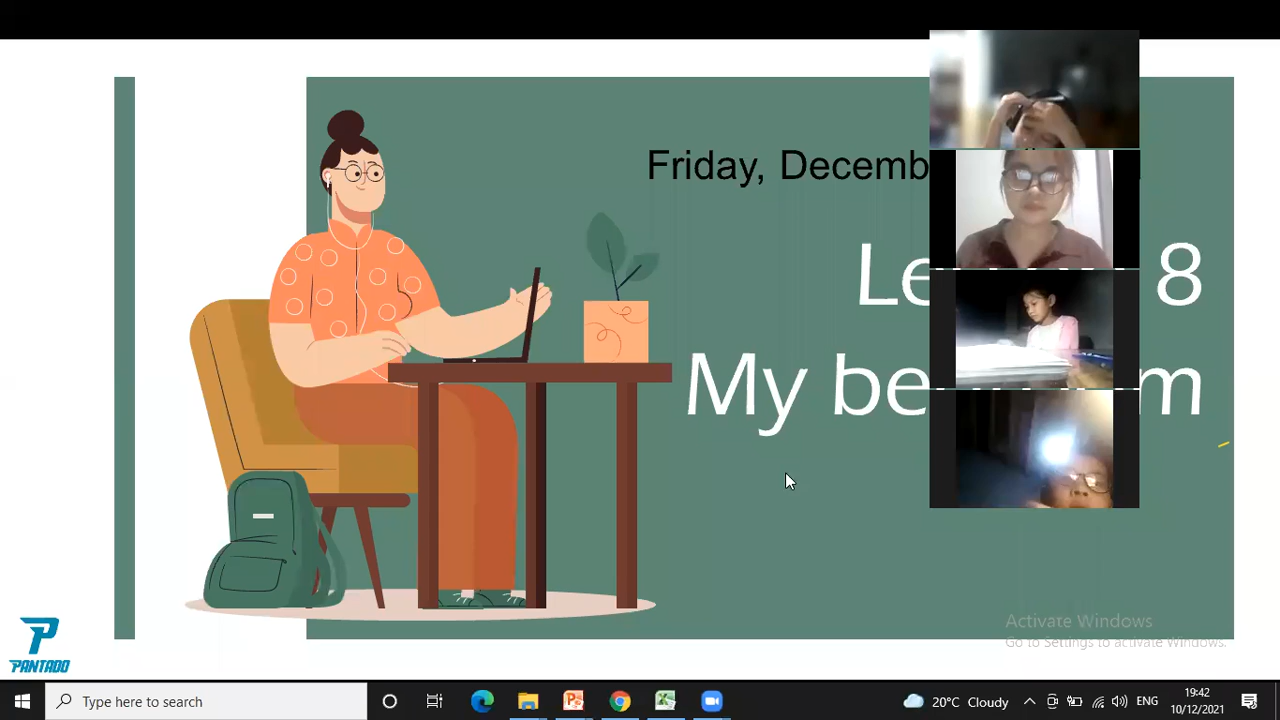 Friday, Decemb
Le 8
My be m
Activate Windows
Go to Settings to activate Windows.
P
PANTADO
Type here to search
20°C Cloudy
ENG
19:42
10/12/2021